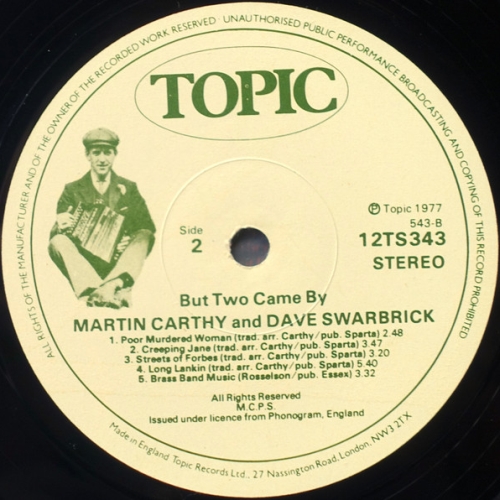 ALL RIGHTS OF THE MANUFACTURER AND OF THE OWNER OF THE RECORDED WORK RESERVED · UNAUTHORISED PUBLIC PERFORMANCE BROADCASTING AND COPYING OF THIS RECORD PROHIBITED
TOPIC
Side
2
℗ Topic 1977
543-B
12TS343
STEREO
But Two Came By
MARTIN CARTHY and DAVE SWARBRICK
1. Poor Murdered Woman (trad. arr. Carthy/pub. Sparta) 2.48
2. Creeping Jane (trad. arr. Carthy/pub. Sparta) 3.47
3. Streets of Forbes (trad. arr. Carthy/pub. Sparta) 3.20
4. Long Lankin (trad. arr. Carthy/pub. Sparta) 5.40
5. Brass Band Music (Rosselson/pub. Essex) 3.32
All Rights Reserved
M.C.P.S.
Issued under licence from Phonogram, England
Made in England Topic Records Ltd., 27 Nassington Road, London, NW3 2TX